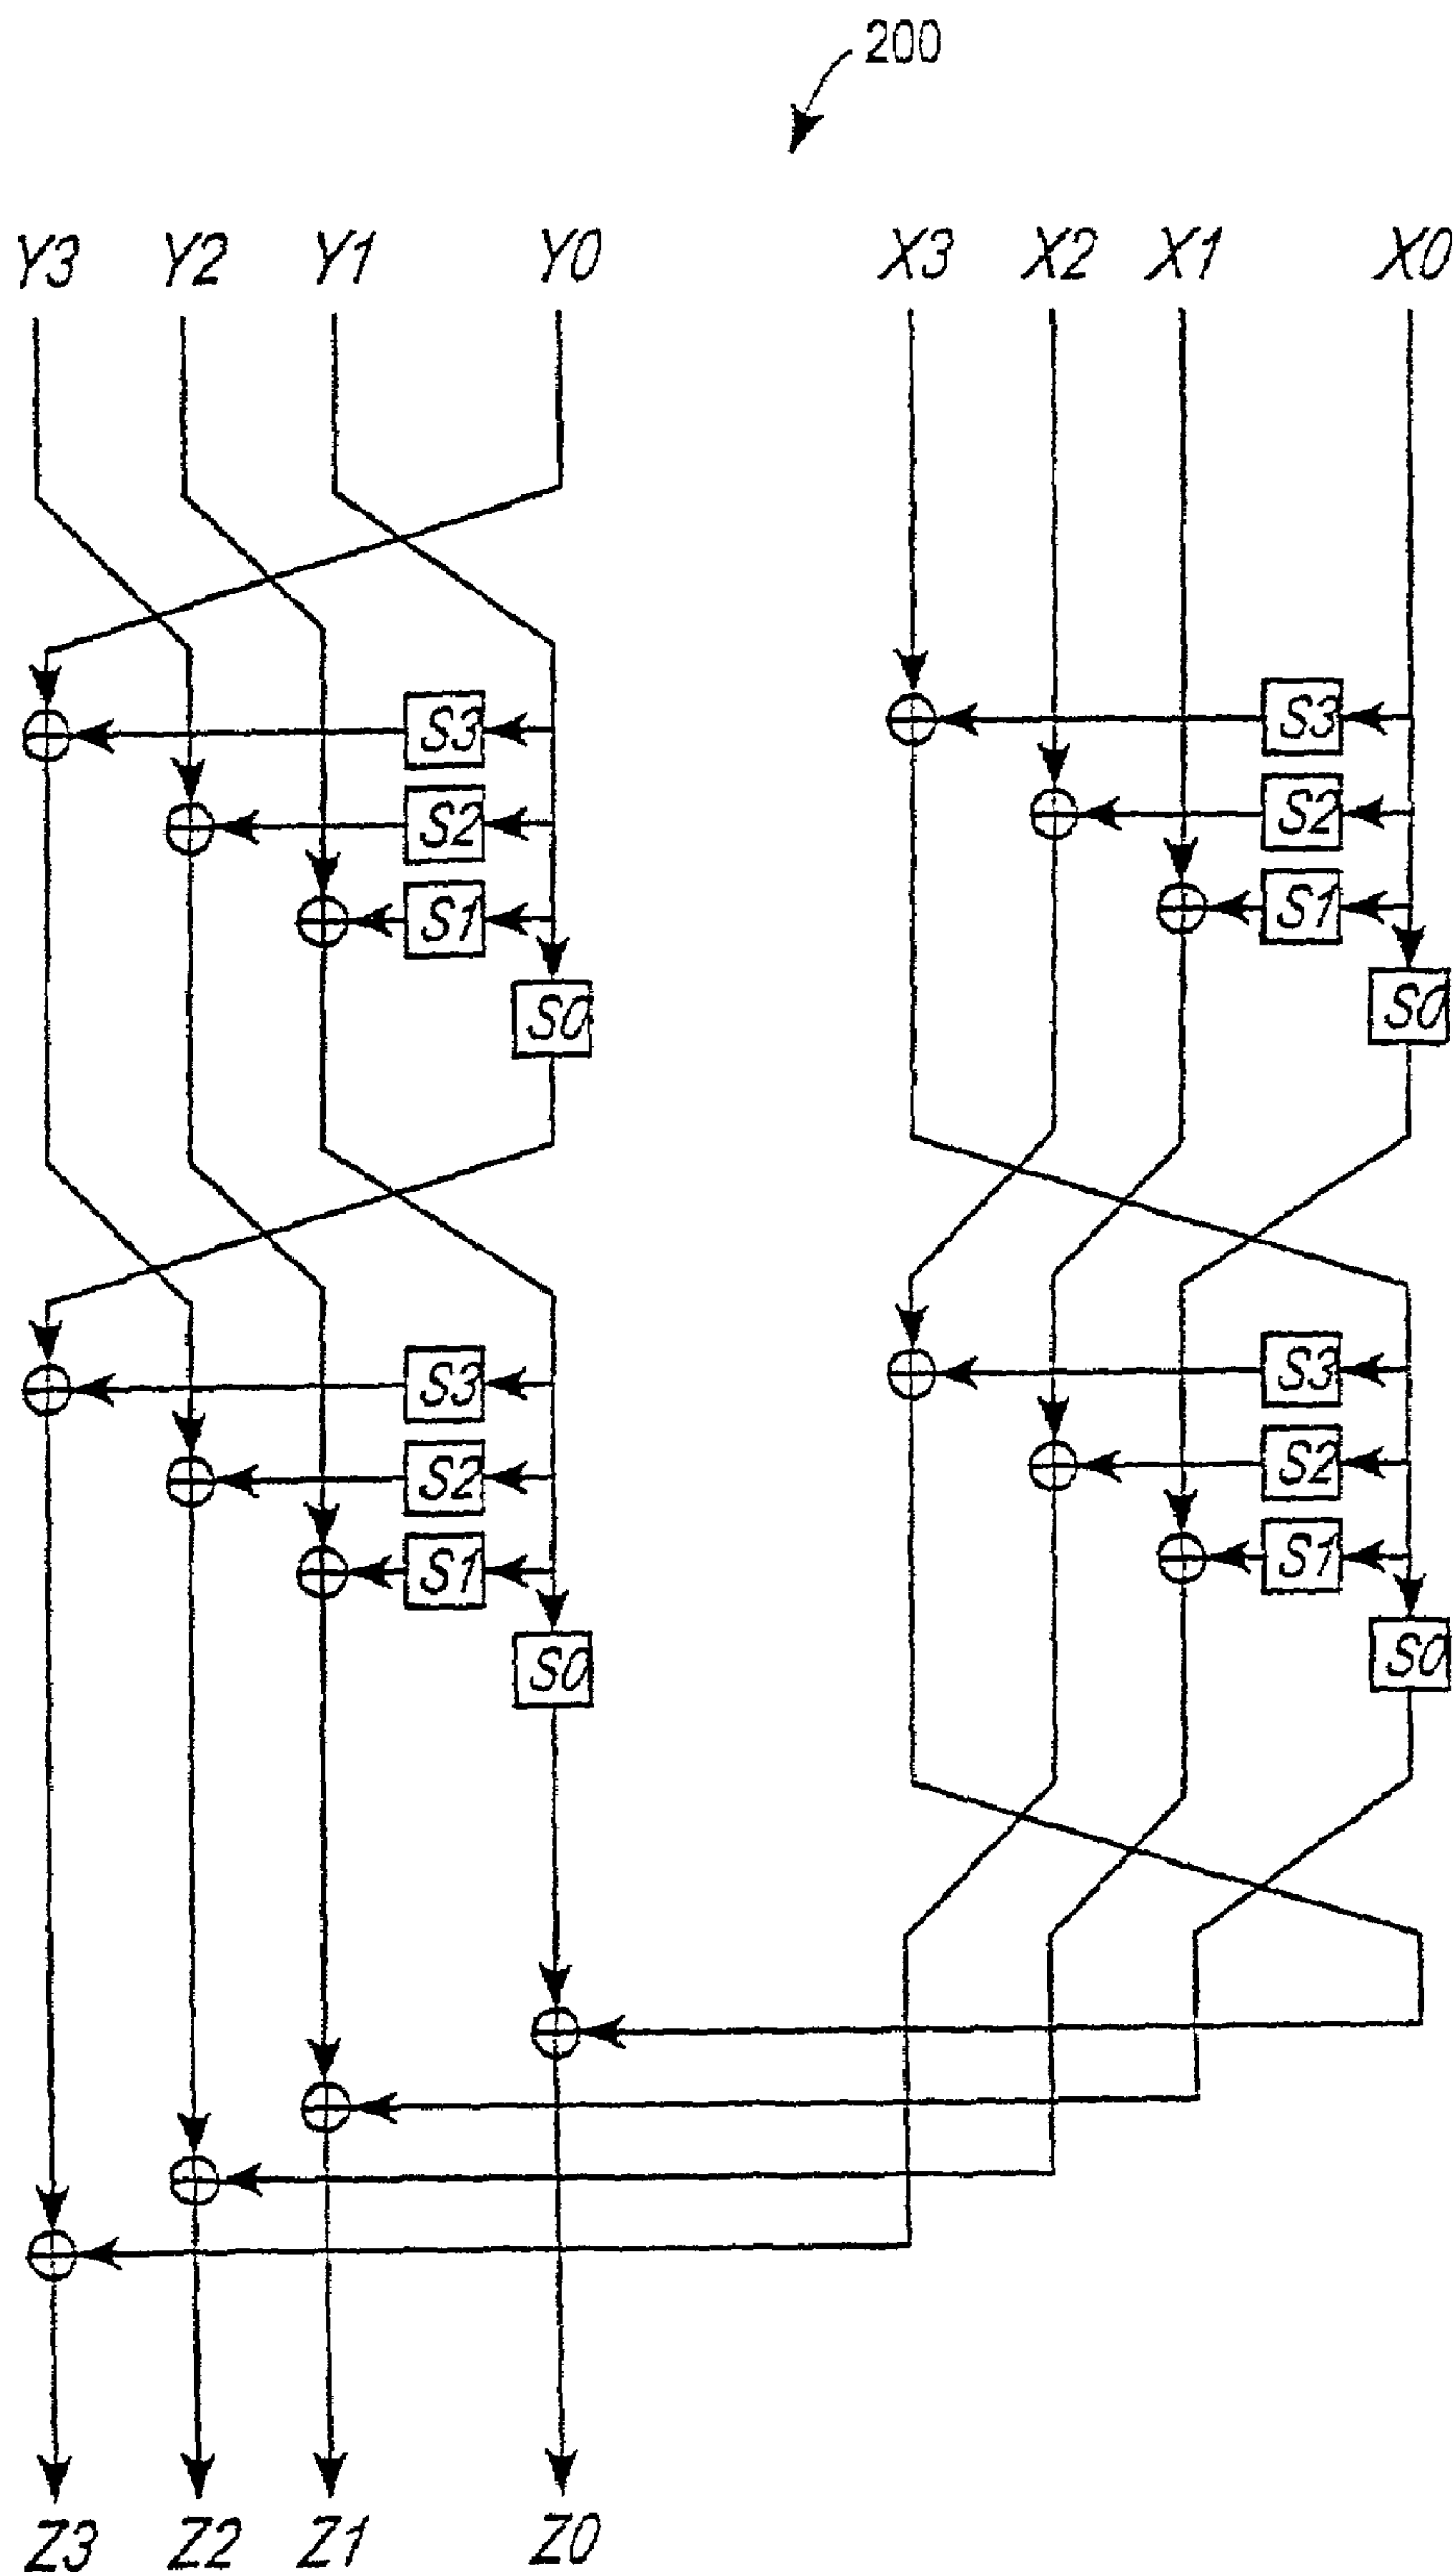 200
Y3 Y2 Y1 Y0 X3 X2 X1 X0
S3 S3
S2 S2
S1 S1
S0 S0
S3 S3
S2 S2
S1 S1
S0 S0
Z3 Z2 Z1 Z0